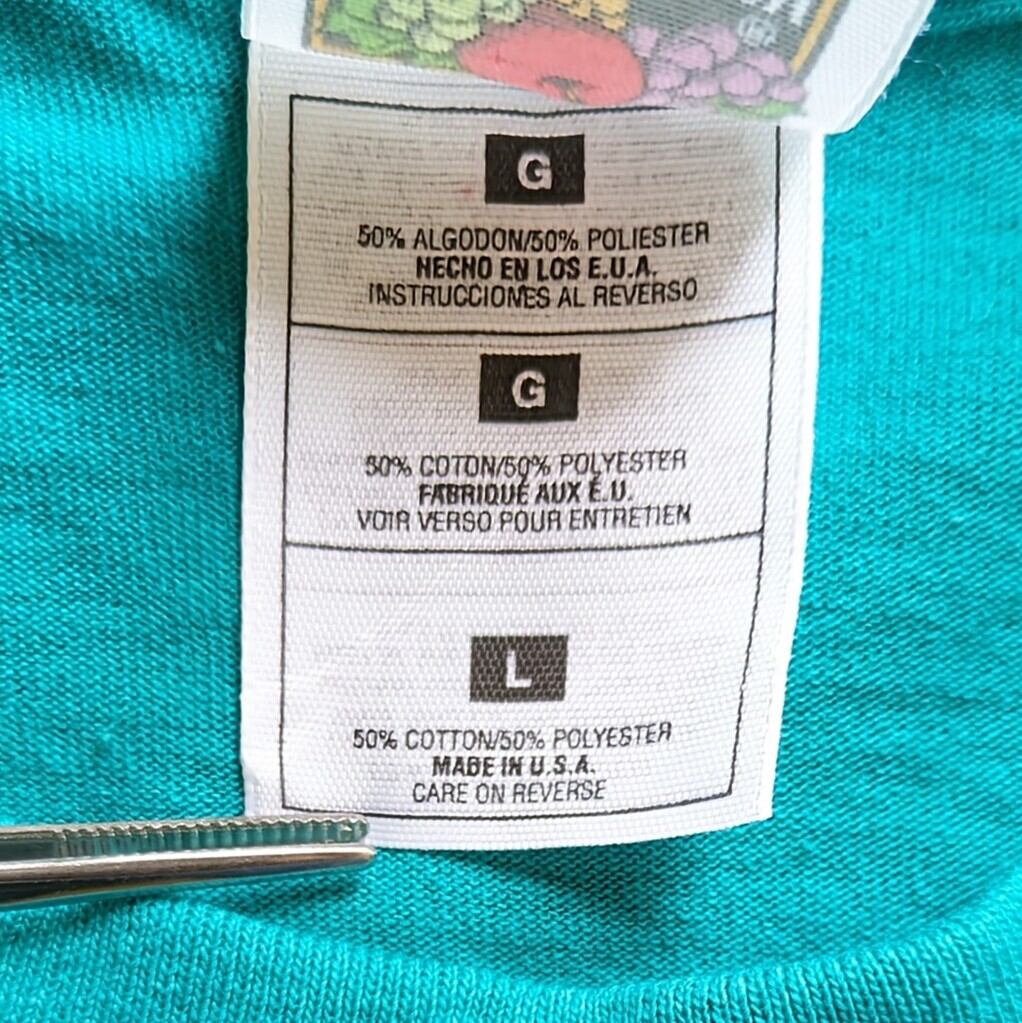 G
50% ALGODON/50% POLIESTER
HECHO EN LOS E.U.A.
INSTRUCCIONES AL REVERSO
G
50% COTON/50% POLYESTER
FABRIQUÉ AUX É.U.
VOIR VERSO POUR ENTRETIEN
L
50% COTTON/50% POLYESTER
MADE IN U.S.A.
CARE ON REVERSE